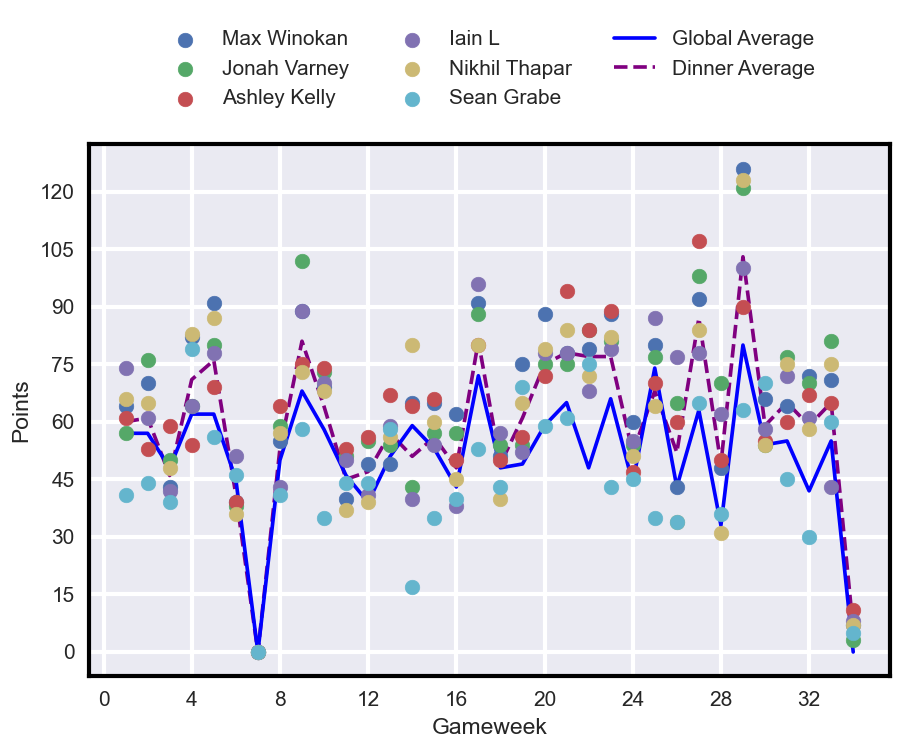 Max Winokan
Jonah Varney
Ashley Kelly
Iain L
Nikhil Thapar
Sean Grabe
Global Average
Dinner Average
120
105
90
75
60
45
30
15
0
Points
0 4 8 12 16 20 24 28 32
Gameweek